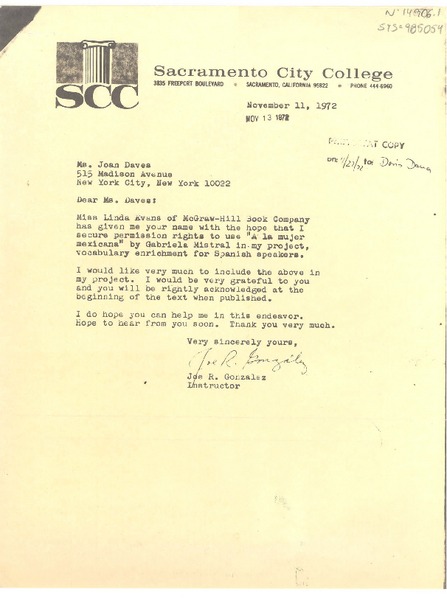 Nº 149706.1
SYS=985054
SCC
Sacramento City College
3835 FREEPORT BOULEVARD • SACRAMENTO, CALIFORNIA 95822 • PHONE 444-6960
November 11, 1972
NOV 13 1972
COPY
to: Doris Dana
Ms. Joan Daves
515 Madison Avenue
New York City, New York 10022
Dear Ms. Daves:
Miss Linda Evans of McGraw-Hill Book Company
has given me your name with the hope that I
secure permission rights to use "A la mujer
mexicana" by Gabriela Mistral in my project,
vocabulary enrichment for Spanish speakers.
I would like very much to include the above in
my project. I would be very grateful to you
and you will be rightly acknowledged at the
beginning of the text when published.
I do hope you can help me in this endeavor.
Hope to hear from you soon. Thank you very much.
Very sincerely yours,
Joe R. González
Joe R. Gonzalez
Instructor